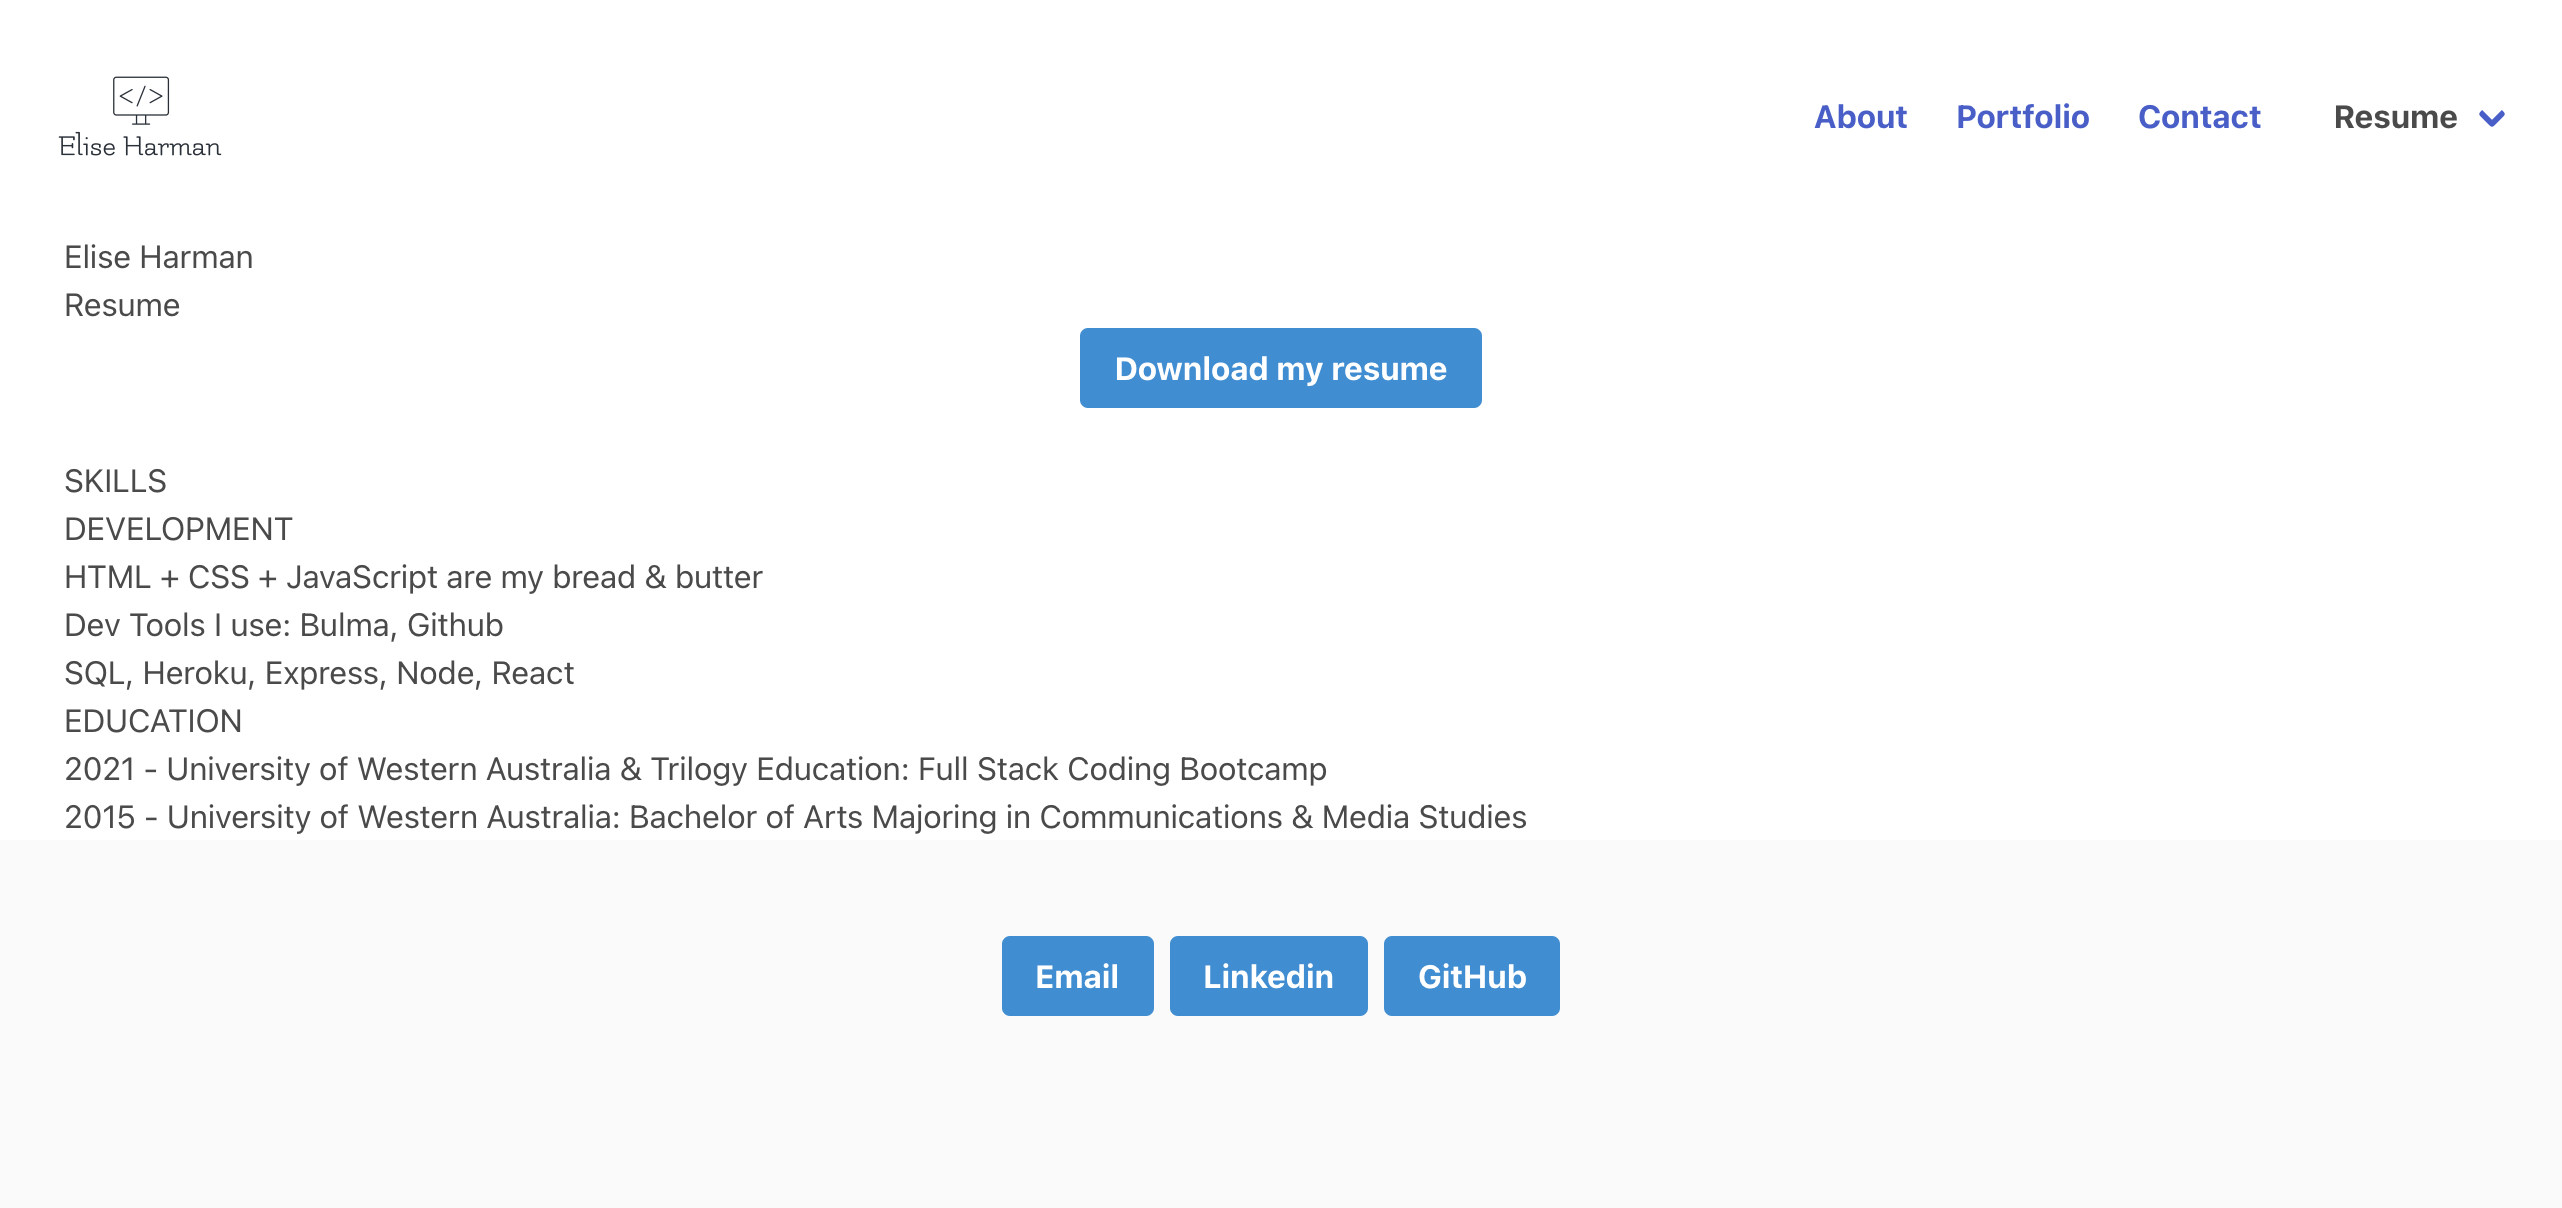 </>
Elise Harman
About Portfolio Contact Resume
Elise Harman
Resume
Download my resume
SKILLS
DEVELOPMENT
HTML + CSS + JavaScript are my bread & butter
Dev Tools I use: Bulma, Github
SQL, Heroku, Express, Node, React
EDUCATION
2021 - University of Western Australia & Trilogy Education: Full Stack Coding Bootcamp
2015 - University of Western Australia: Bachelor of Arts Majoring in Communications & Media Studies
Email Linkedin GitHub